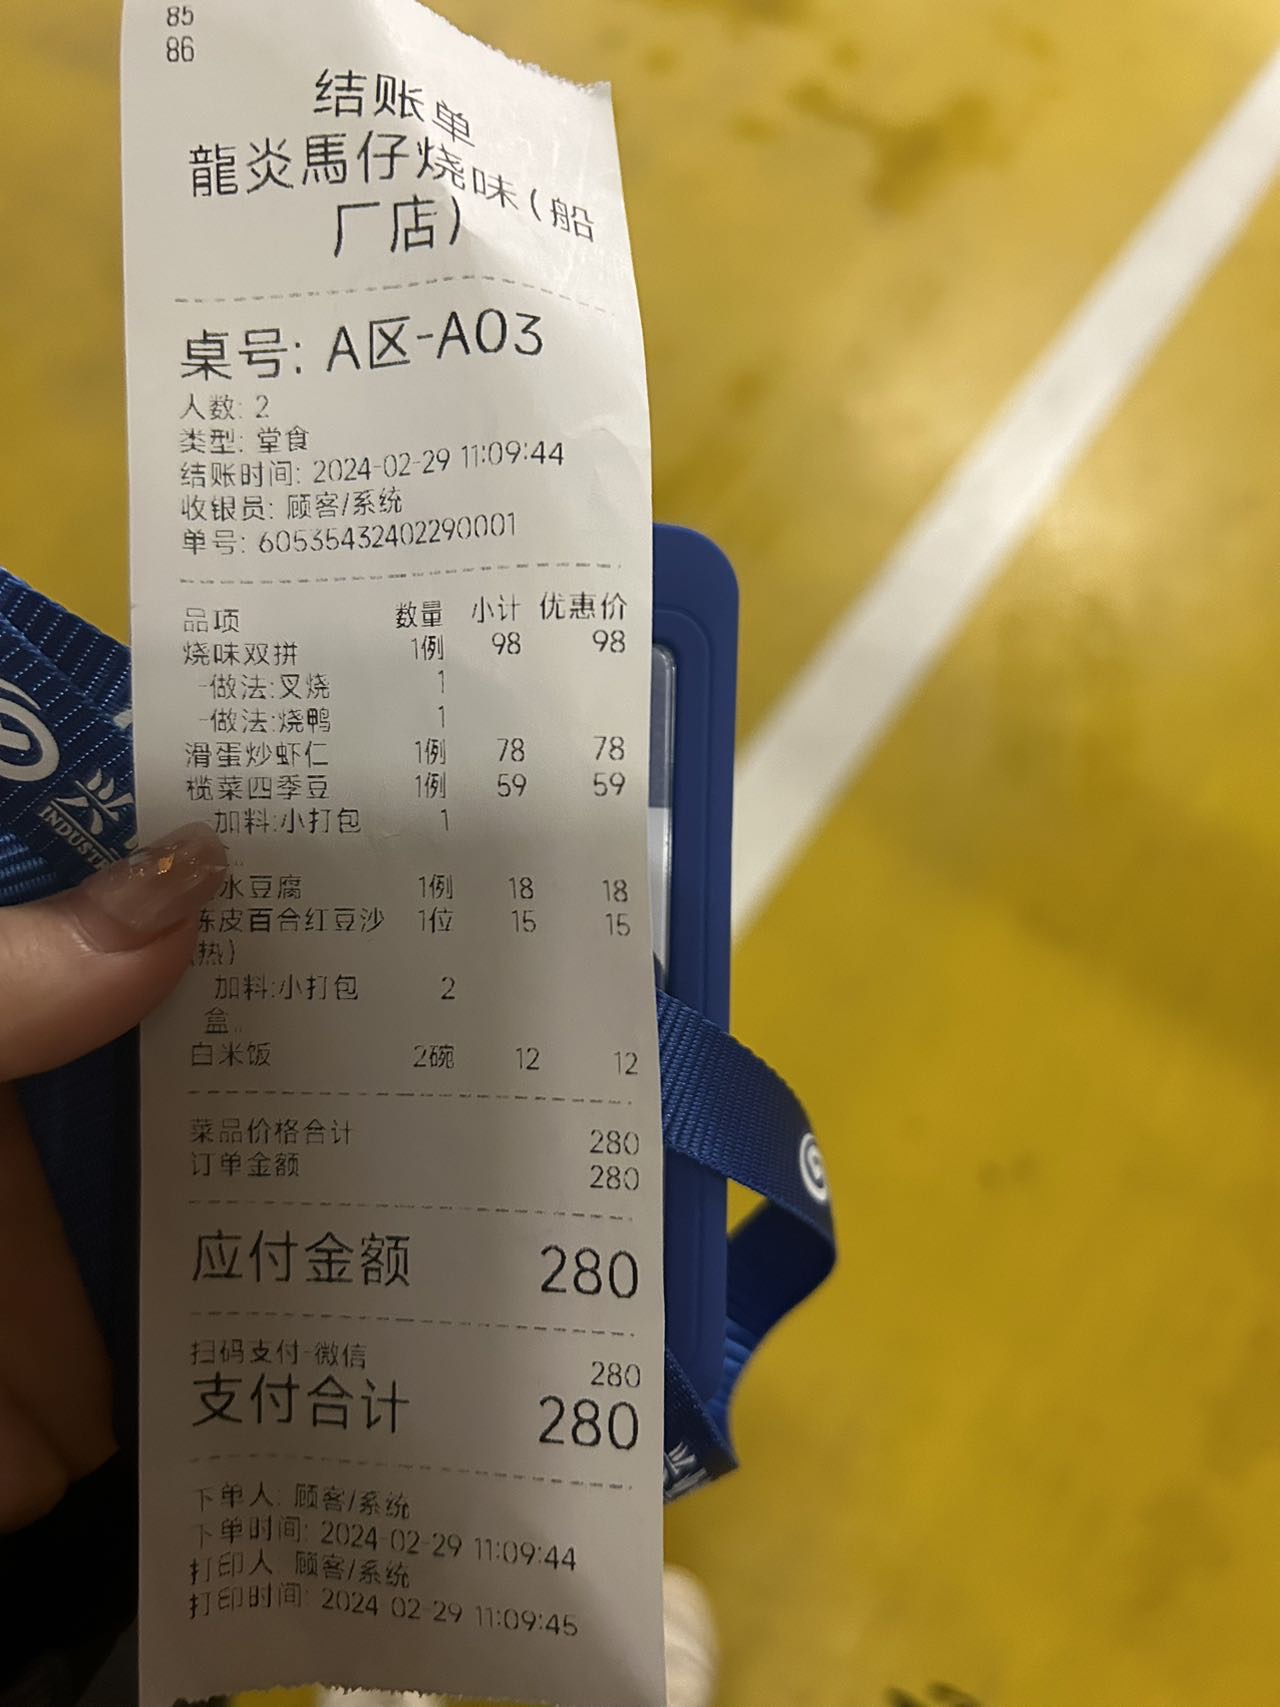 85
86
结账单
龍炎馬仔烧味(船
厂店)
桌号: A区-A03
人数: 2
类型: 堂食
结账时间: 2024-02-29 11:09:44
收银员: 顾客/系统
单号: 605354322402290001
品项 数量 小计 优惠价
烧味双拼 1例 98 98
-做法:叉烧 1
-做法:烧鸭 1
滑蛋炒虾仁 1例 78 78
榄菜四季豆 1例 59 59
-加料:小打包 1
水豆腐 1例 18 18
陈皮百合红豆沙 1位 15 15
(热)
加料:小打包 2
盒..
白米饭 2碗 12 12
菜品价格合计 280
订单金额 280
应付金额 280
扫码支付-微信 280
支付合计 280
下单人: 顾客/系统
下单时间: 2024-02-29 11:09:44
打印人: 顾客/系统
打印时间: 2024-02-29 11:09:45
兴
INDUST